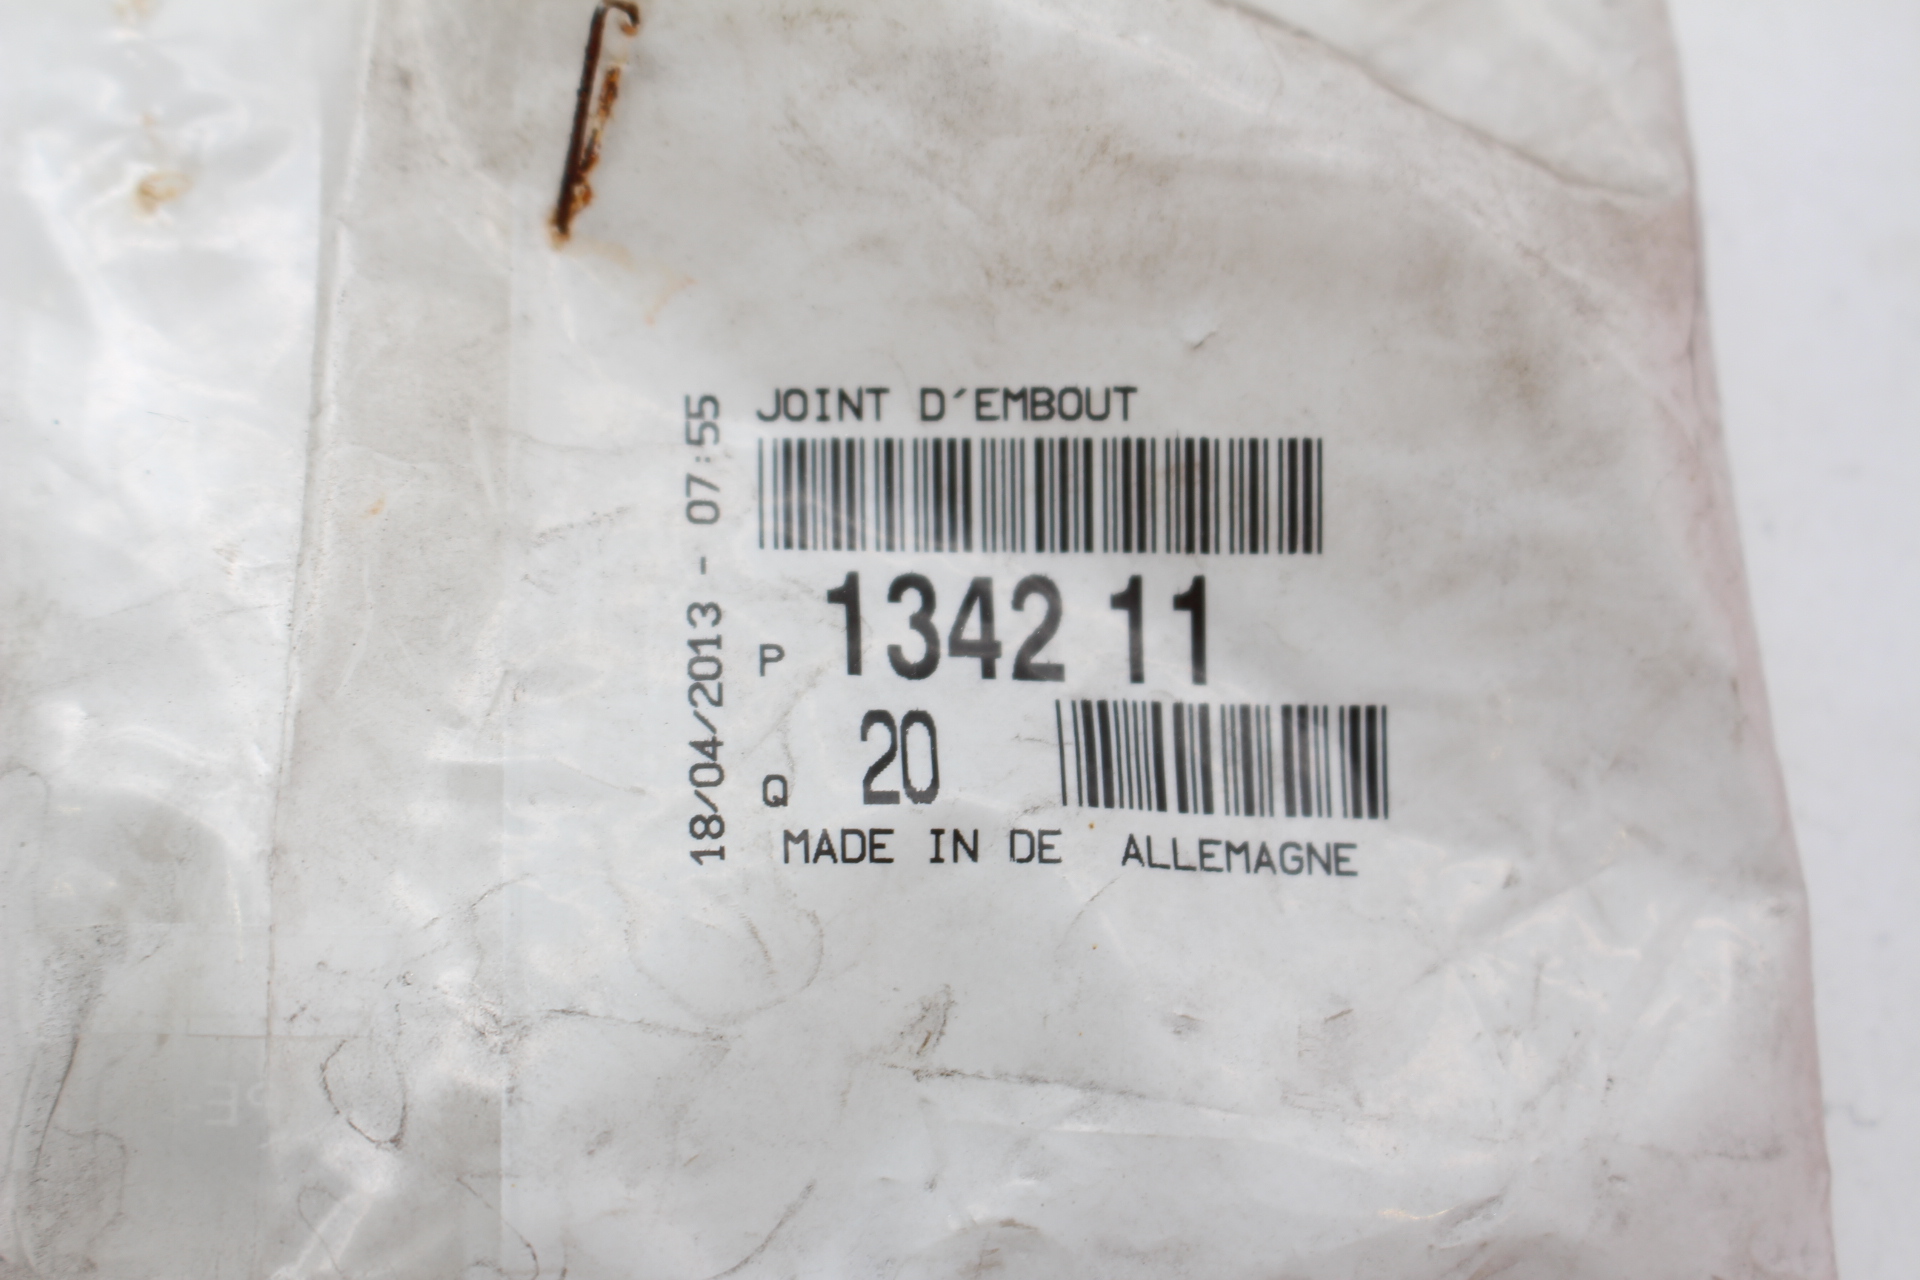 JOINT D'EMBOUT
18/04/2013 - 07:55
P 1342 11
Q 20
MADE IN DE ALLEMAGNE